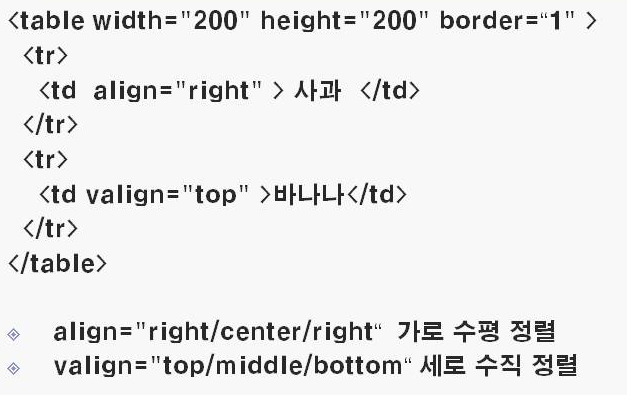 <table width="200" height="200" border=“1" >
<tr>
<td  align="right" > 사과  </td>
</tr>
<tr>
<td valign="top" >바나나</td>
</tr>
</table>
align="right/center/right“  가로 수평 정렬
valign="top/middle/bottom“ 세로 수직 정렬